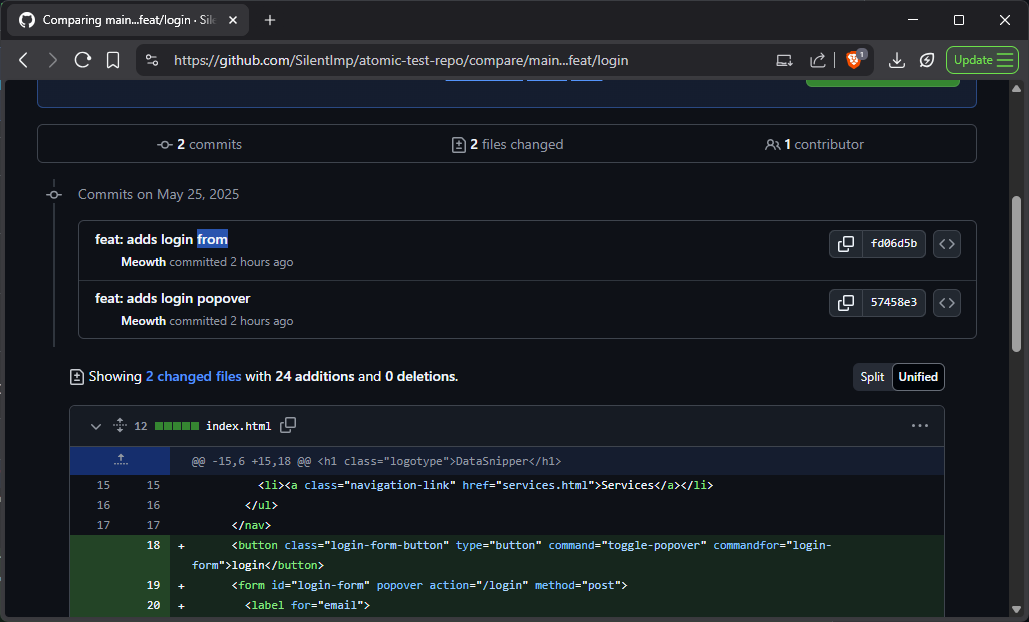 Comparing main...feat/login · Sile
https://github.com/SilentImp/atomic-test-repo/compare/main...feat/login
1
Update
2 commits
2 files changed
1 contributor
Commits on May 25, 2025
feat: adds login from
fd06d5b
Meowth committed 2 hours ago
feat: adds login popover
57458e3
Meowth committed 2 hours ago
Showing 2 changed files with 24 additions and 0 deletions.
Split Unified
12 index.html
@@ -15,6 +15,18 @@ <h1 class="logotype">DataSnipper</h1>
15 15 <li><a class="navigation-link" href="services.html">Services</a></li>
16 16 </ul>
17 17 </nav>
18 + <button class="login-form-button" type="button" command="toggle-popover" commandfor="login-
form">login</button>
19 + <form id="login-form" popover action="/login" method="post">
20 + <label for="email">